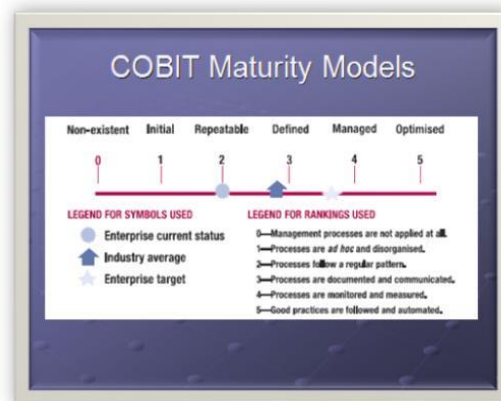 COBIT Maturity Models
Non-existent Initial Repeatable Defined Managed Optimised
0 1 2 3 4 5
LEGEND FOR SYMBOLS USED
Enterprise current status
Industry average
Enterprise target
LEGEND FOR RANKINGS USED
0—Management processes are not applied at all.
1—Processes are ad hoc and disorganised.
2—Processes follow a regular pattern.
3—Processes are documented and communicated.
4—Processes are monitored and measured.
5—Good practices are followed and automated.